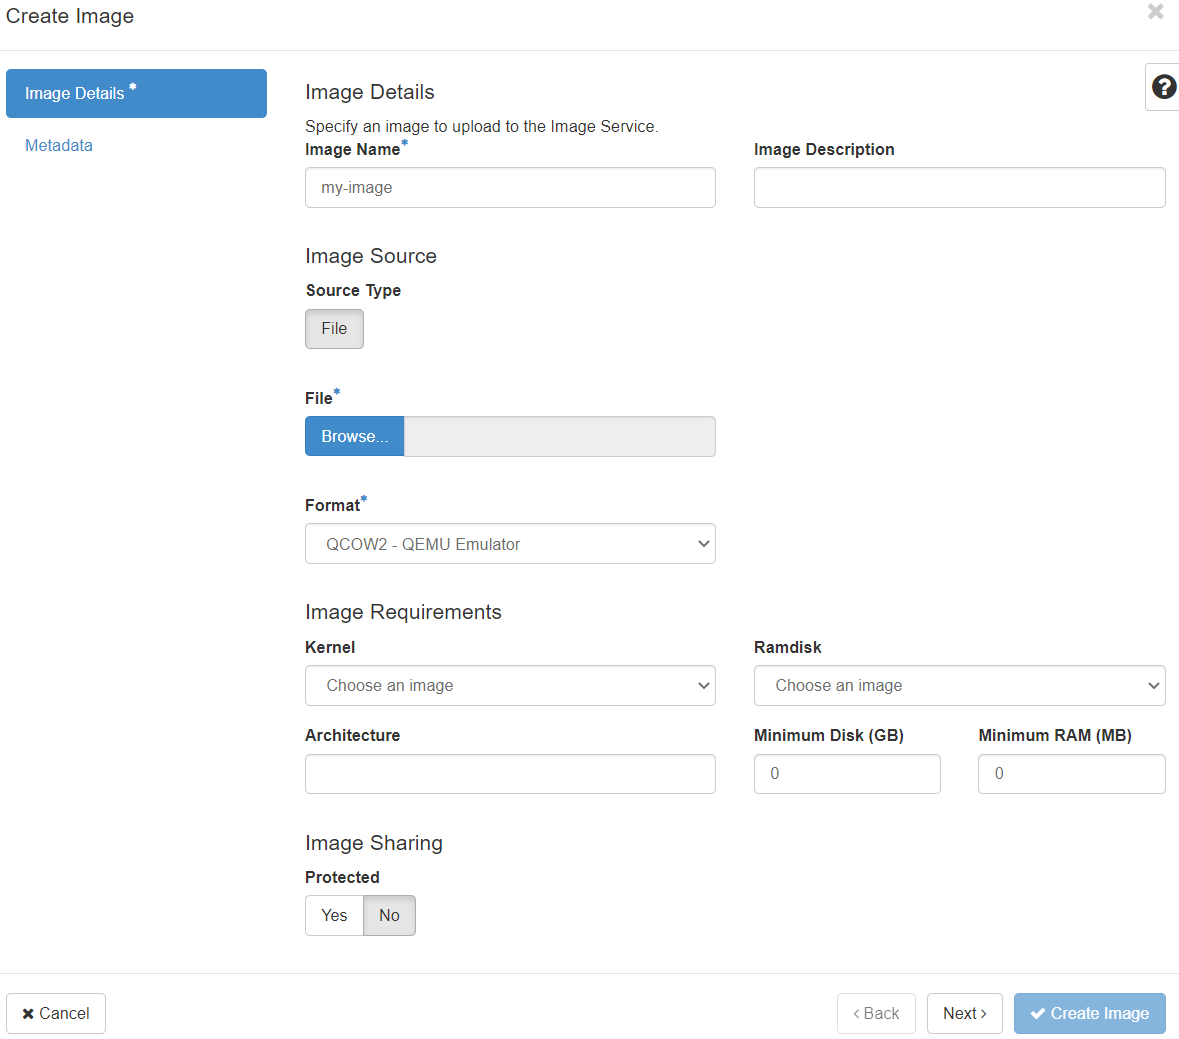 Create Image
×
Image Details *
Metadata
Image Details
Specify an image to upload to the Image Service.
Image Name* Image Description
my-image
Image Source
Source Type
File
File*
Browse...
Format*
QCOW2 - QEMU Emulator
Image Requirements
Kernel Ramdisk
Choose an image Choose an image
Architecture Minimum Disk (GB) Minimum RAM (MB)
0 0
Image Sharing
Protected
Yes No
Cancel < Back Next > Create Image